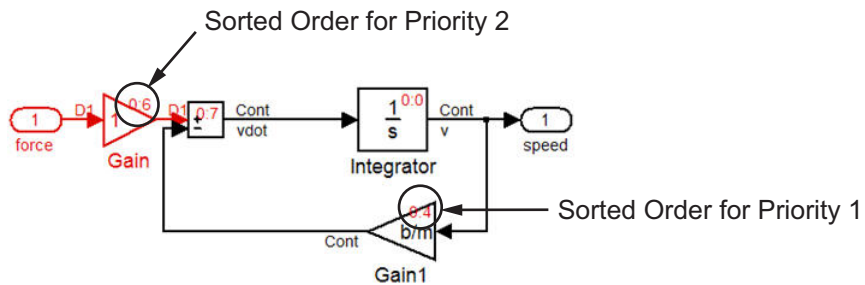 Sorted Order for Priority 2
D1
0:6
D1
0:7
Cont
1
s
0:0
Cont
1
1
+
-
1
vdot
v
force
speed
Gain
Integrator
0:4
b/m
Sorted Order for Priority 1
Cont
Gain1